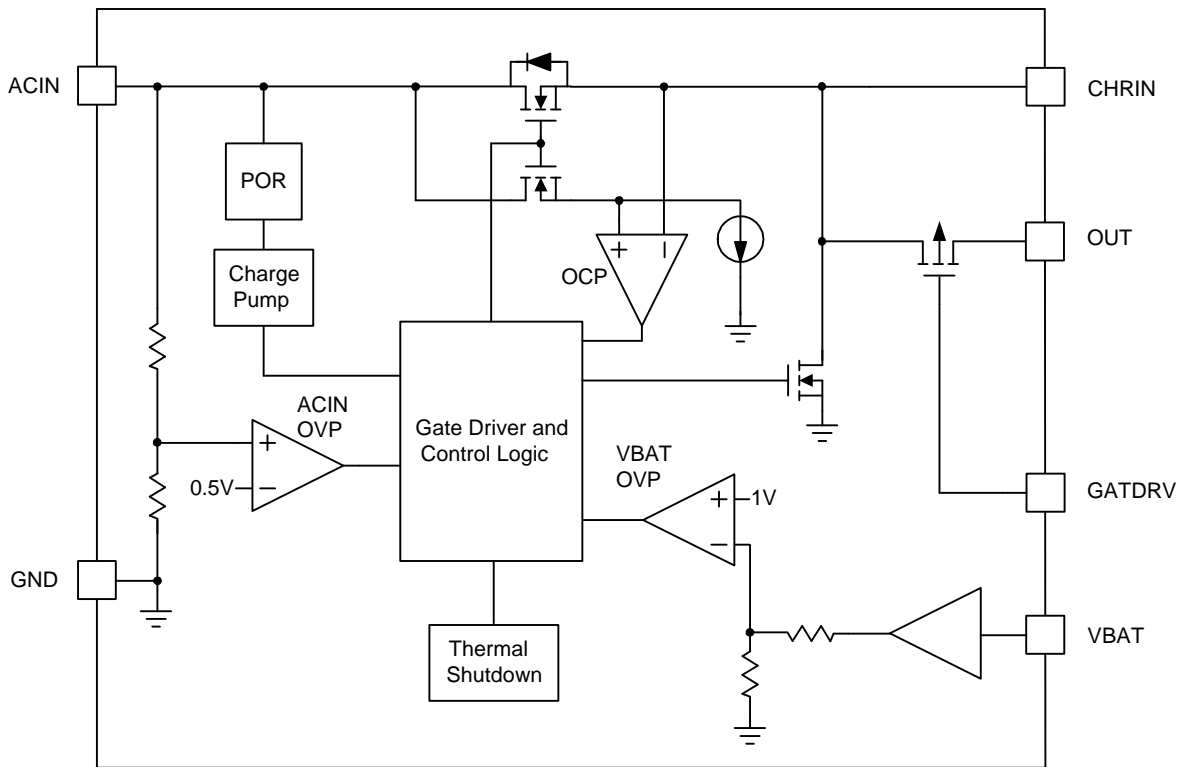 ACIN
CHRIN
POR
OUT
+
−
OCP
Charge
Pump
ACIN
OVP
Gate Driver and
Control Logic
VBAT
OVP
+
0.5V
−
+
1V
−
GATDRV
GND
Thermal
Shutdown
VBAT